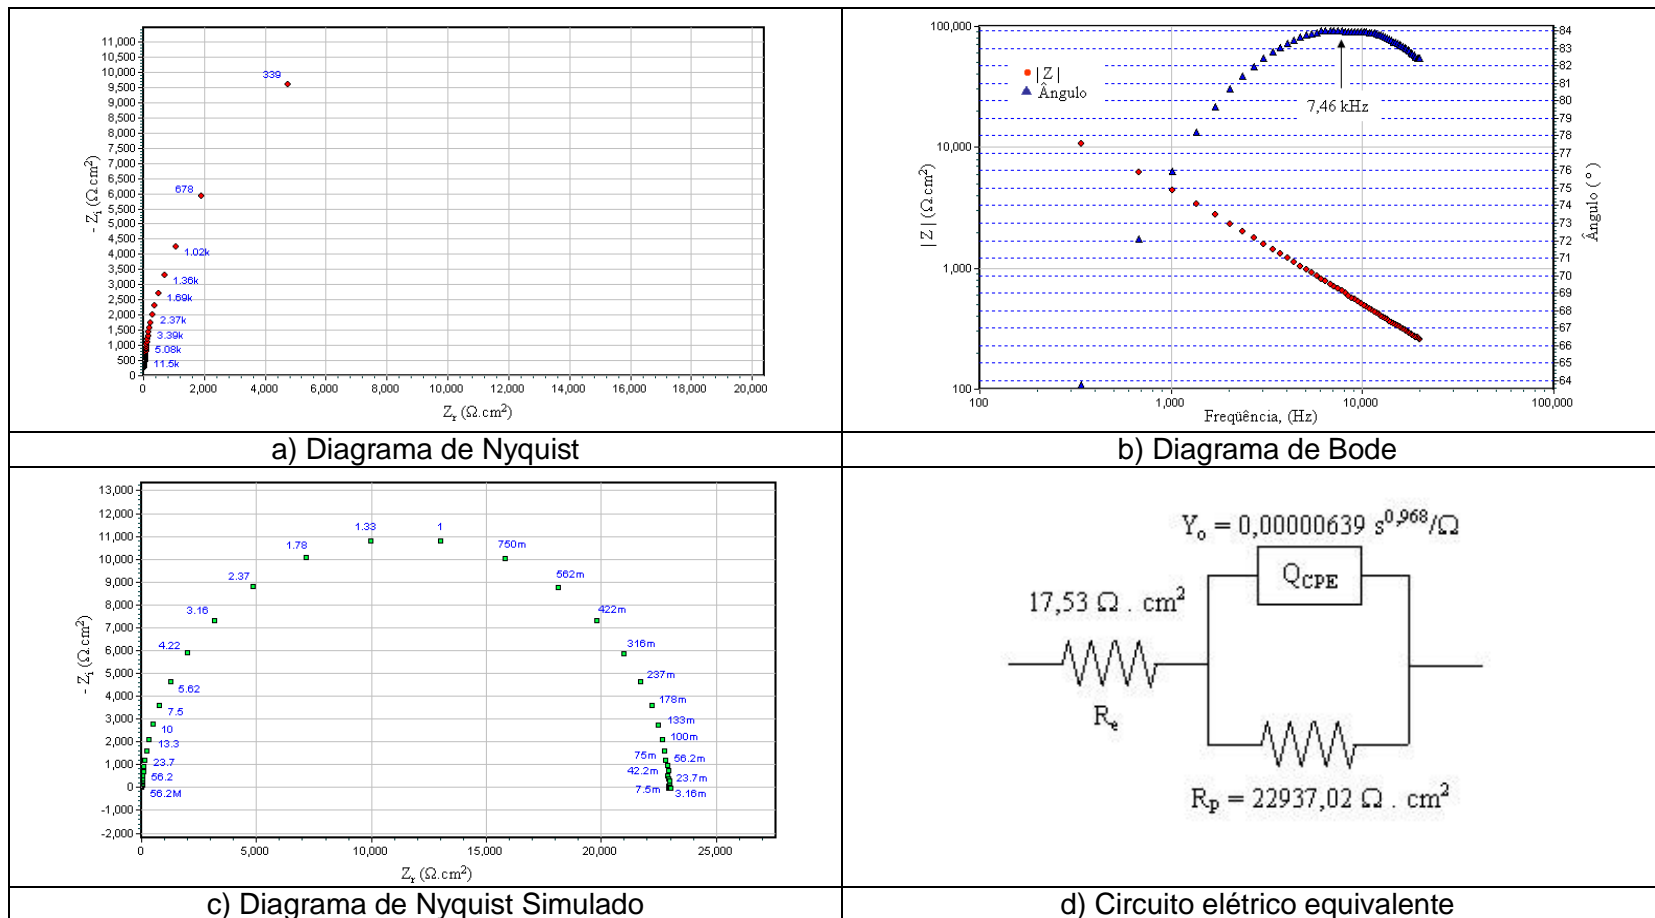 11,000
10,500
10,000
9,500
9,000
8,500
8,000
7,500
7,000
6,500
6,000
5,500
5,000
4,500
4,000
3,500
3,000
2,500
2,000
1,500
1,000
500
0
- Zi (Ω.cm²)
339
678
1.02k
1.36k
1.69k
2.37k
3.39k
5.08k
11.5k
0 2,000 4,000 6,000 8,000 10,000 12,000 14,000 16,000 18,000 20,000
Zr (Ω.cm²)
a) Diagrama de Nyquist
100,000
10,000
1,000
100
|Z| (Ω.cm²)
|Z|
Ângulo
7,46 kHz
84
83
82
81
80
79
78
77
76
75
74
73
72
71
70
69
68
67
66
65
64
Ângulo (°)
100 1,000 10,000 100,000
Freqüência, (Hz)
b) Diagrama de Bode
13,000
12,000
11,000
10,000
9,000
8,000
7,000
6,000
5,000
4,000
3,000
2,000
1,000
0
-1,000
-2,000
- Zi (Ω.cm²)
1.33
1
1.78
750m
2.37
562m
3.16
422m
4.22
316m
5.62
237m
7.5
178m
10
133m
13.3
100m
23.7
75m
56.2m
56.2
42.2m
23.7m
56.2M
7.5m
3.16m
0 5,000 10,000 15,000 20,000 25,000
Zr (Ω.cm²)
c) Diagrama de Nyquist Simulado
Yo = 0,00000639 s^0,968/Ω
QCPE
17,53 Ω . cm²
Re
Rp = 22937,02 Ω . cm²
d) Circuito elétrico equivalente